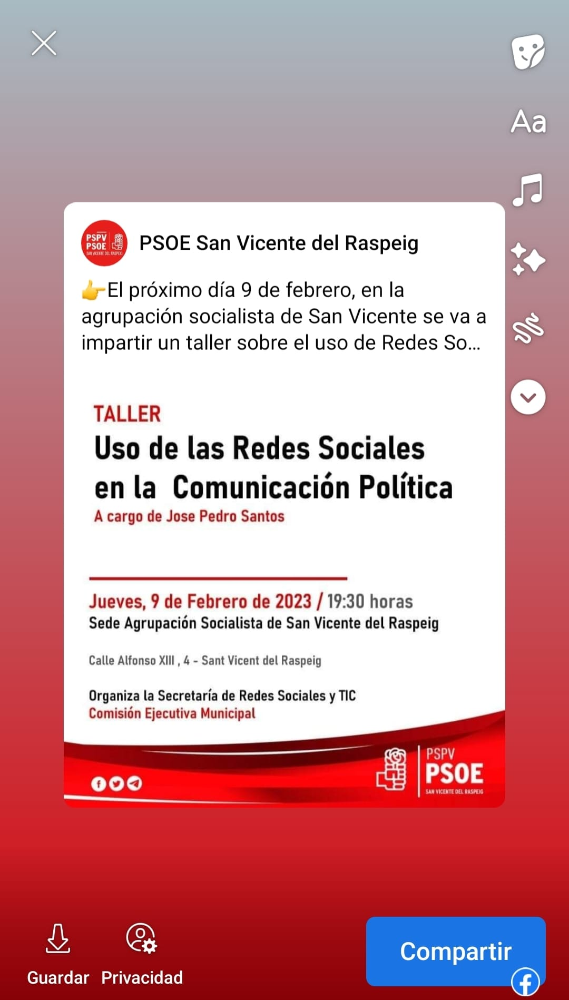 Aa
PSPV
PSOE
SAN VICENTE DEL RASPEIG
PSOE San Vicente del Raspeig
👉El próximo día 9 de febrero, en la
agrupación socialista de San Vicente se va a
impartir un taller sobre el uso de Redes So...
TALLER
Uso de las Redes Sociales
en la Comunicación Política
A cargo de Jose Pedro Santos
Jueves, 9 de Febrero de 2023 / 19:30 horas
Sede Agrupación Socialista de San Vicente del Raspeig
Calle Alfonso XIII , 4 - Sant Vicent del Raspeig
Organiza la Secretaría de Redes Sociales y TIC
Comisión Ejecutiva Municipal
PSPV
PSOE
SAN VICENTE DEL RASPEIG
Guardar
Privacidad
Compartir